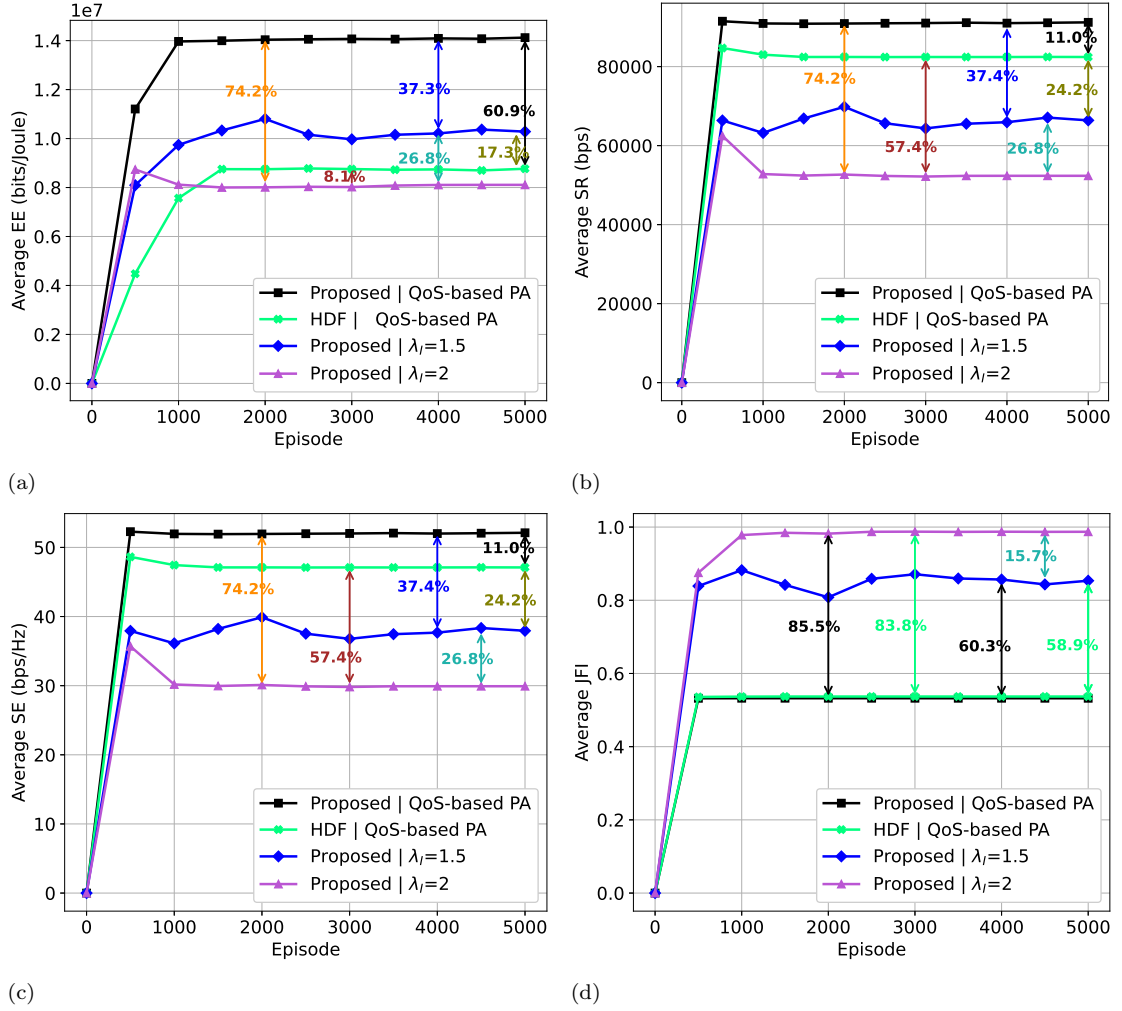 1e7
1.4
1.2
1.0
0.8
0.6
0.4
0.2
0.0
Average EE (bits/Joule)
74.2%
37.3%
60.9%
17.3%
26.8%
8.1%
Proposed | QoS-based PA
HDF | QoS-based PA
Proposed | λl=1.5
Proposed | λl=2
0 1000 2000 3000 4000 5000
Episode
(a)
80000
60000
40000
20000
0
Average SR (bps)
11.0%
74.2%
37.4%
24.2%
57.4%
26.8%
Proposed | QoS-based PA
HDF | QoS-based PA
Proposed | λl=1.5
Proposed | λl=2
0 1000 2000 3000 4000 5000
Episode
(b)
50
40
30
20
10
0
Average SE (bps/Hz)
11.0%
74.2%
37.4%
24.2%
57.4%
26.8%
Proposed | QoS-based PA
HDF | QoS-based PA
Proposed | λl=1.5
Proposed | λl=2
0 1000 2000 3000 4000 5000
Episode
(c)
1.0
0.8
0.6
0.4
0.2
0.0
Average JFI
15.7%
85.5%
83.8%
60.3%
58.9%
Proposed | QoS-based PA
HDF | QoS-based PA
Proposed | λl=1.5
Proposed | λl=2
0 1000 2000 3000 4000 5000
Episode
(d)